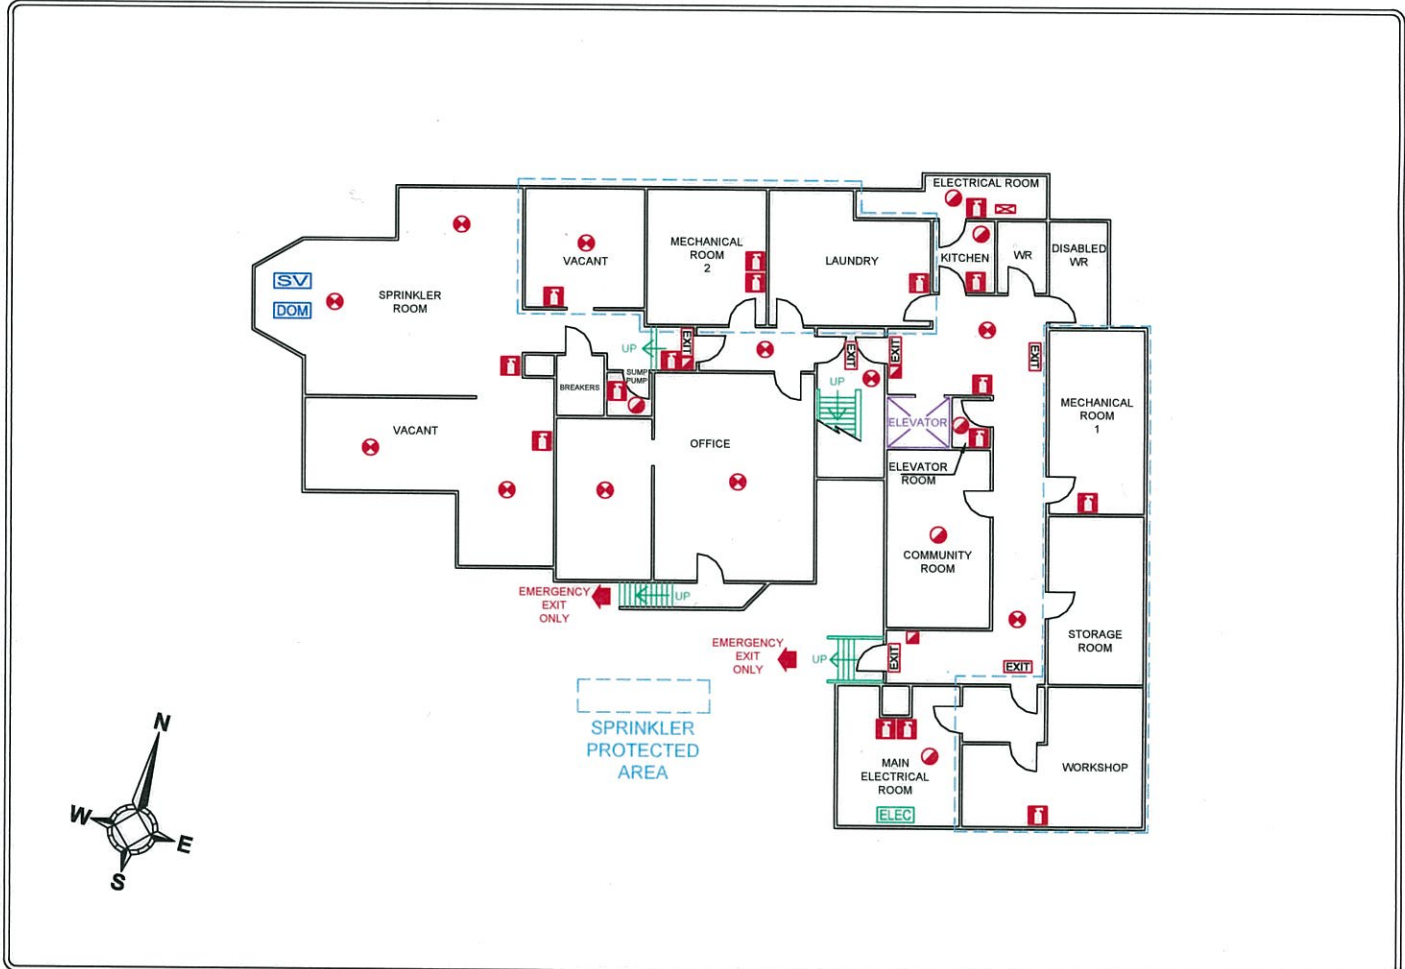 ELECTRICAL ROOM
MECHANICAL
ROOM
2
VACANT
LAUNDRY
KITCHEN
WR
DISABLED
WR
SV
DOM
SPRINKLER
ROOM
UP
EXIT
EXIT
EXIT
EXIT
SUMP
PUMP
BREAKERS
UP
MECHANICAL
ROOM
1
ELEVATOR
VACANT
OFFICE
ELEVATOR
ROOM
COMMUNITY
ROOM
EMERGENCY
EXIT
ONLY
UP
STORAGE
ROOM
EMERGENCY
EXIT
ONLY
UP
EXIT
EXIT
SPRINKLER
PROTECTED
AREA
MAIN
ELECTRICAL
ROOM
ELEC
WORKSHOP
N
W
E
S